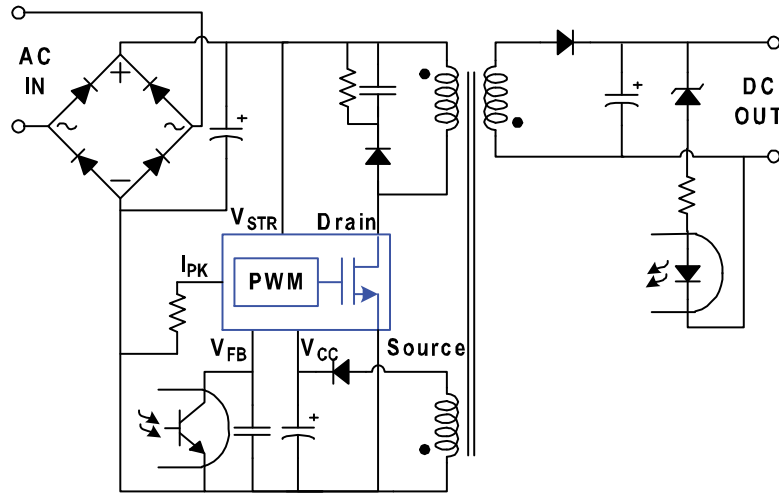 AC
IN
+
~
~
−
+
+
DC
OUT
VSTR
Drain
IPK
PWM
VFB
VCC
Source
+